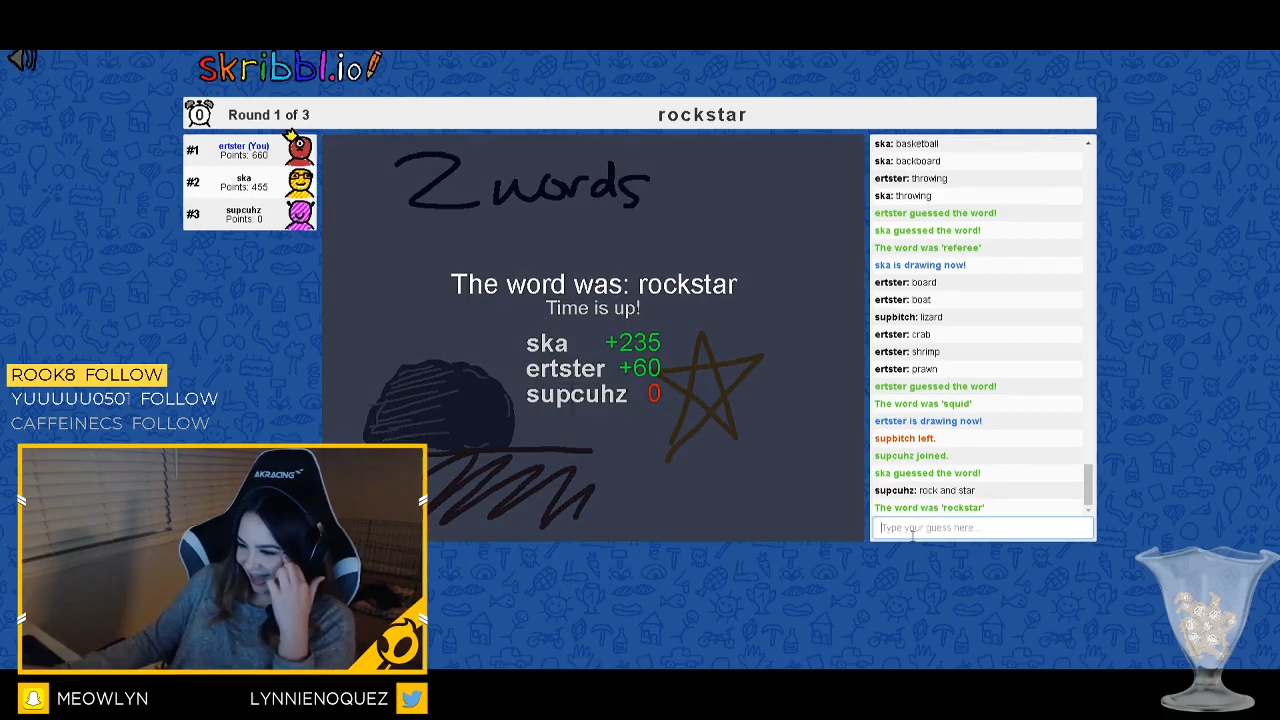 skribbl.io
0
Round 1 of 3
rockstar
#1
ertster (You)
Points: 660
#2
ska
Points: 455
#3
supcuhz
Points: 0
2 words
The word was: rockstar
Time is up!
ska +235
ertster +60
supcuhz 0
ska: basketball
ska: backboard
ertster: throwing
ska: throwing
ertster guessed the word!
ska guessed the word!
The word was 'referee'
ska is drawing now!
ertster: board
ertster: boat
supbitch: lizard
ertster: crab
ertster: shrimp
ertster: prawn
ertster guessed the word!
The word was 'squid'
ertster is drawing now!
supbitch left.
supcuhz joined.
ska guessed the word!
supcuhz: rock and star
The word was 'rockstar'
Type your guess here...
ROOK8 FOLLOW
YUUUUU0501 FOLLOW
CAFFEINECS FOLLOW
AKRACING
MEOWLYN
LYNNIENOQUEZ